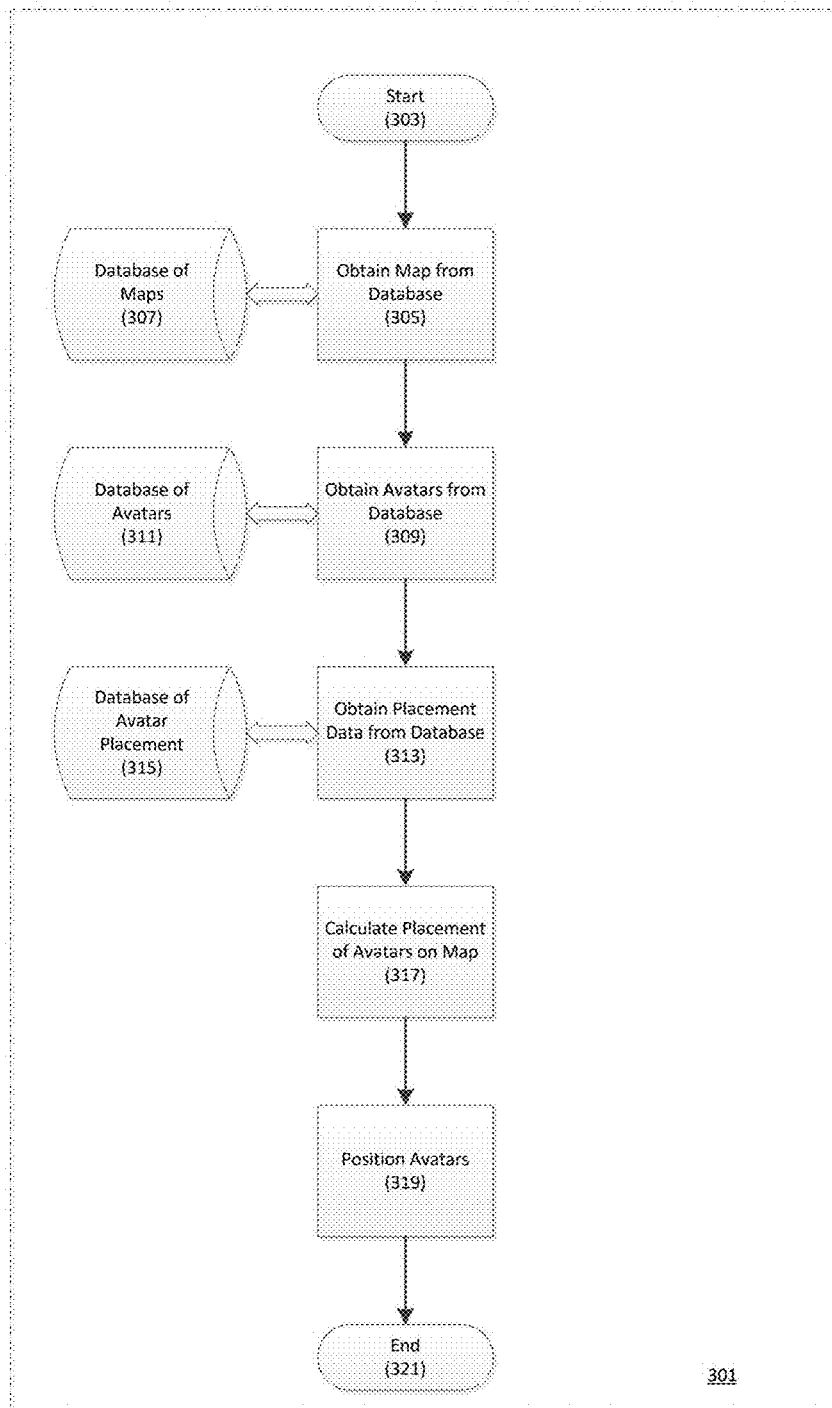 Start
(303)
Database of
Maps
(307)
Obtain Map from
Database
(305)
Database of
Avatars
(311)
Obtain Avatars from
Database
(309)
Database of
Avatar
Placement
(315)
Obtain Placement
Data from Database
(313)
Calculate Placement
of Avatars on Map
(317)
Position Avatars
(319)
End
(321)
301